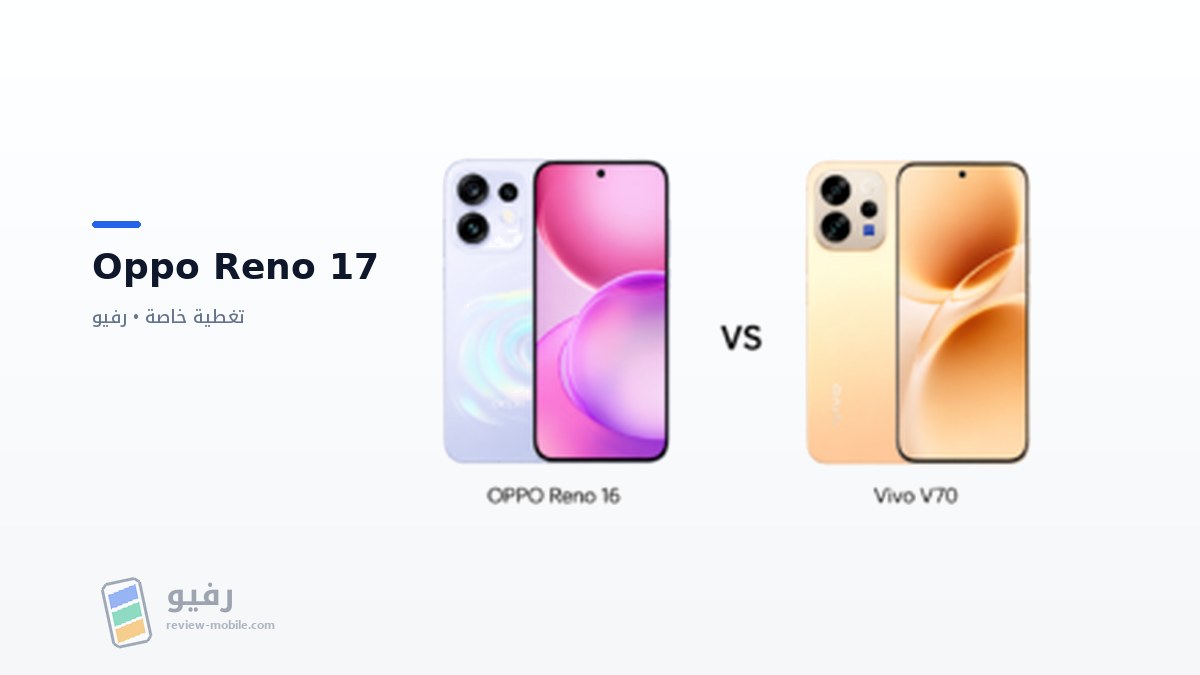 Oppo Reno 17
تغطية خاصة • رفيو
VS
OPPO Reno 16
Vivo V70
رفيو
review-mobile.com